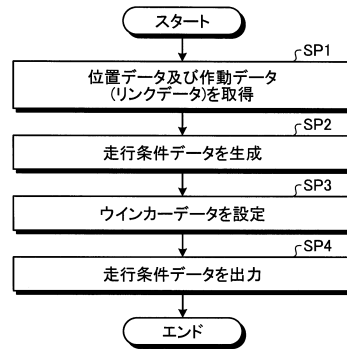 スタート
SP1
位置データ及び作動データ
(リンクデータ)を取得
SP2
走行条件データを生成
SP3
ウインカーデータを設定
SP4
走行条件データを出力
エンド